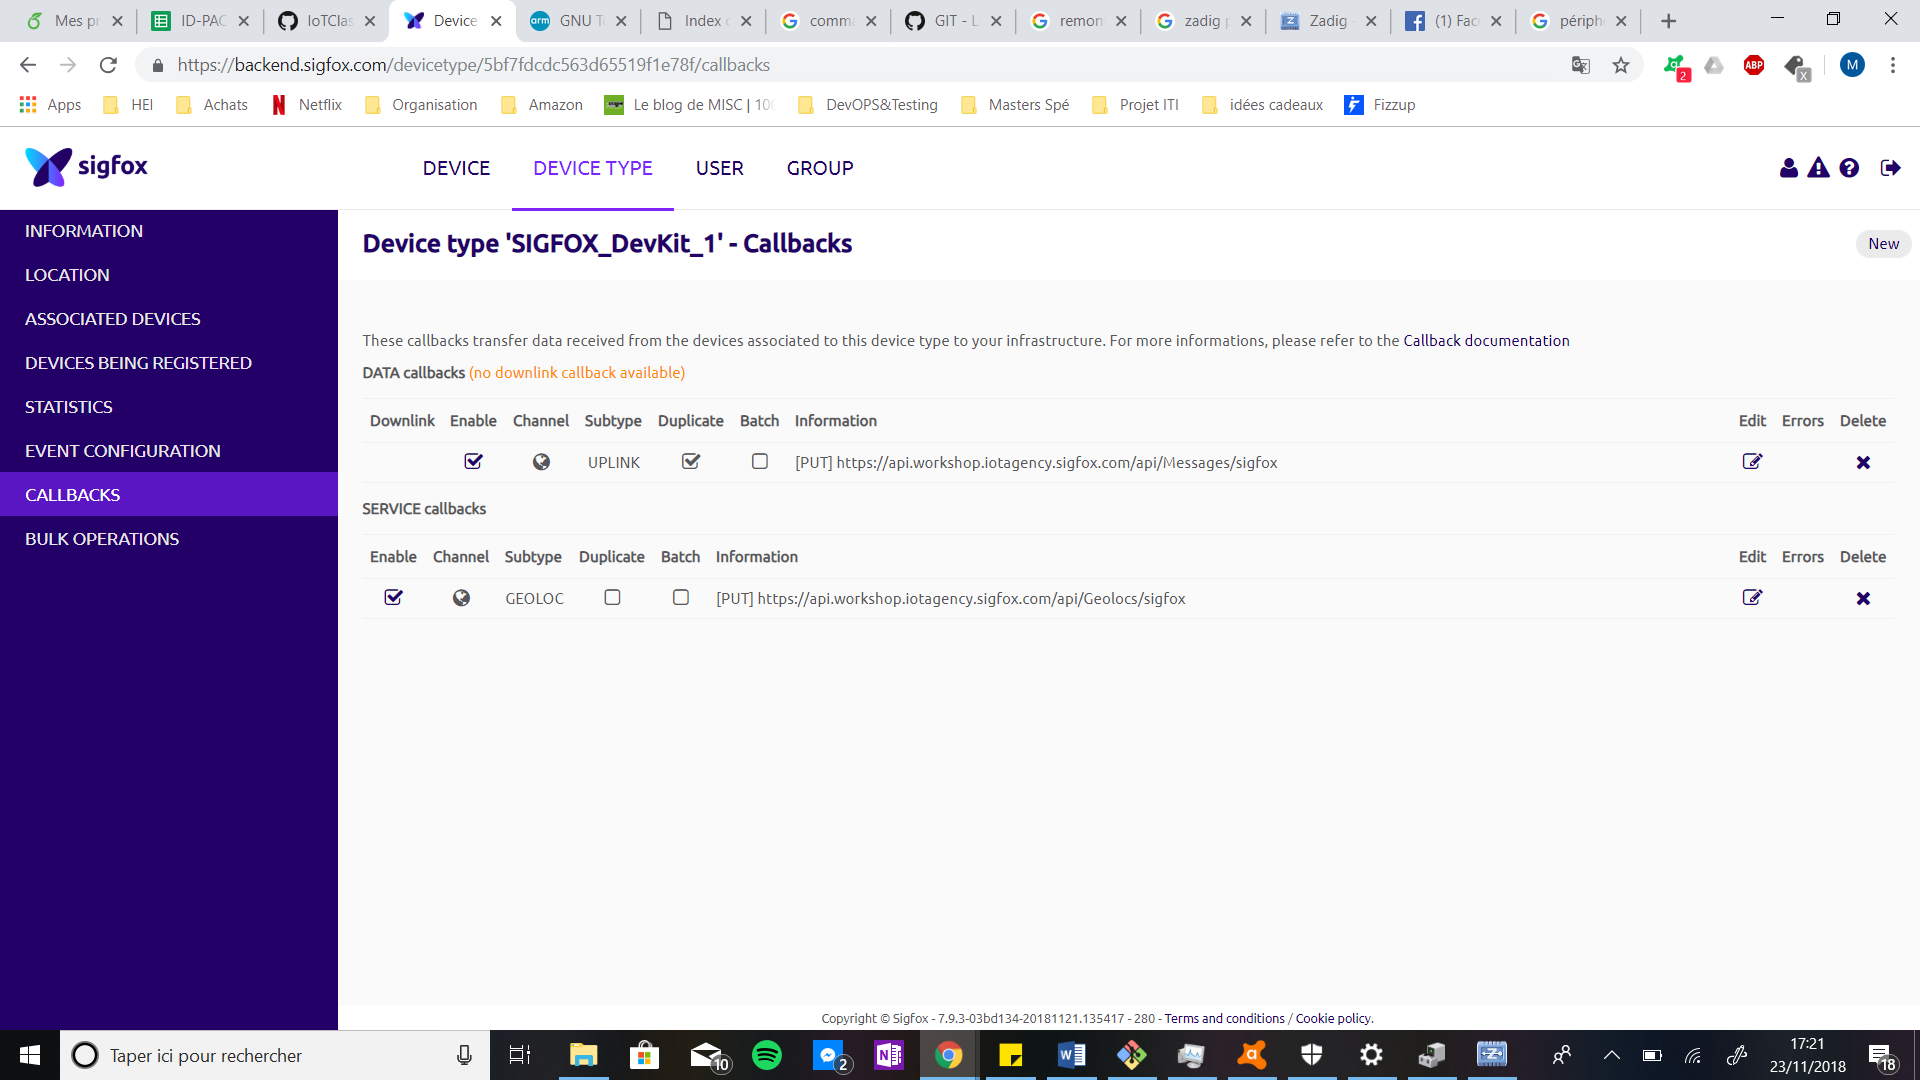 Mes pr
ID-PAC
IoTClas
Device
GNU T
Index
comma
GIT - L
remon
zadig p
Zadig
(1) Fac
périph
https://backend.sigfox.com/devicetype/5bf7fdcdc563d65519f1e78f/callbacks
2
ABP
x
M
Apps
HEI
Achats
Netflix
Organisation
Amazon
Le blog de MISC | 100
DevOPS&Testing
Masters Spé
Projet ITI
idées cadeaux
Fizzup
sigfox
DEVICE
DEVICE TYPE
USER
GROUP
INFORMATION
LOCATION
ASSOCIATED DEVICES
DEVICES BEING REGISTERED
STATISTICS
EVENT CONFIGURATION
CALLBACKS
BULK OPERATIONS
Device type 'SIGFOX_DevKit_1' - Callbacks
New
These callbacks transfer data received from the devices associated to this device type to your infrastructure. For more informations, please refer to the Callback documentation
DATA callbacks (no downlink callback available)
Downlink Enable Channel Subtype Duplicate Batch Information Edit Errors Delete
UPLINK [PUT] https://api.workshop.iotagency.sigfox.com/api/Messages/sigfox
SERVICE callbacks
Enable Channel Subtype Duplicate Batch Information Edit Errors Delete
GEOLOC [PUT] https://api.workshop.iotagency.sigfox.com/api/Geolocs/sigfox
Copyright © Sigfox - 7.9.3-03bd134-20181121.135417 - 280 - Terms and conditions / Cookie policy.
Taper ici pour rechercher
10
2
17:21
23/11/2018
18